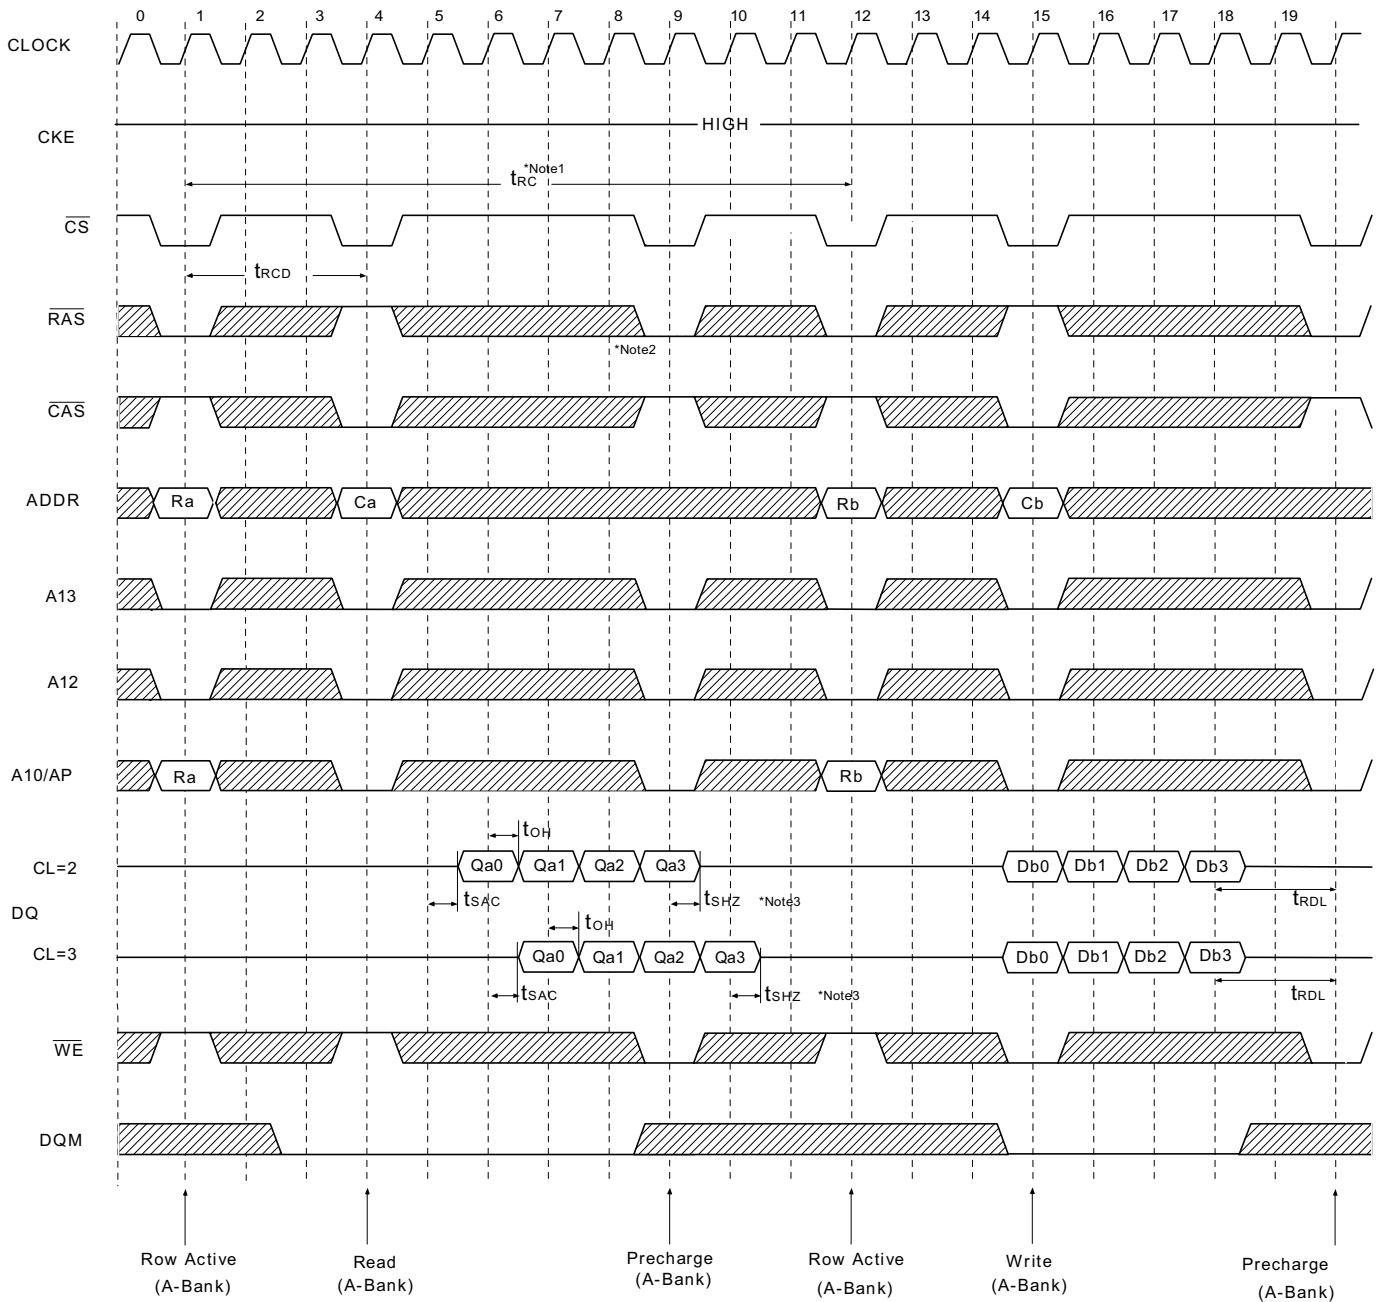 0 1 2 3 4 5 6 7 8 9 10 11 12 13 14 15 16 17 18 19
CLOCK
CKE
HIGH
tRC *Note1
CS
tRCD
RAS
*Note2
CAS
ADDR
Ra Ca Rb Cb
A13
A12
A10/AP
Ra Rb
tOH
CL=2
Qa0 Qa1 Qa2 Qa3 Db0 Db1 Db2 Db3
tSAC tSHZ *Note3 tRDL
DQ
tOH
CL=3
Qa0 Qa1 Qa2 Qa3 Db0 Db1 Db2 Db3
tSAC tSHZ *Note3 tRDL
WE
DQM
Row Active
(A-Bank)
Read
(A-Bank)
Precharge
(A-Bank)
Row Active
(A-Bank)
Write
(A-Bank)
Precharge
(A-Bank)